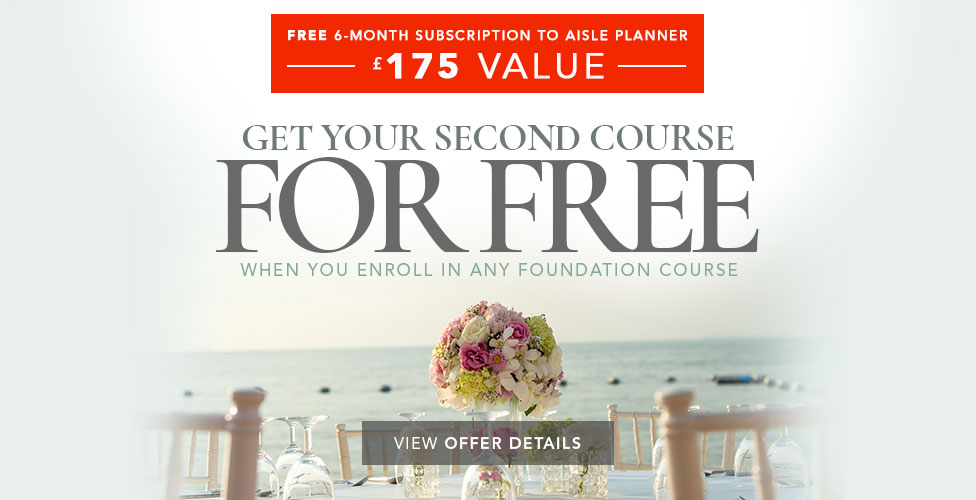 FREE 6-MONTH SUBSCRIPTION TO AISLE PLANNER
£175 VALUE
GET YOUR SECOND COURSE
FOR FREE
WHEN YOU ENROLL IN ANY FOUNDATION COURSE
VIEW OFFER DETAILS